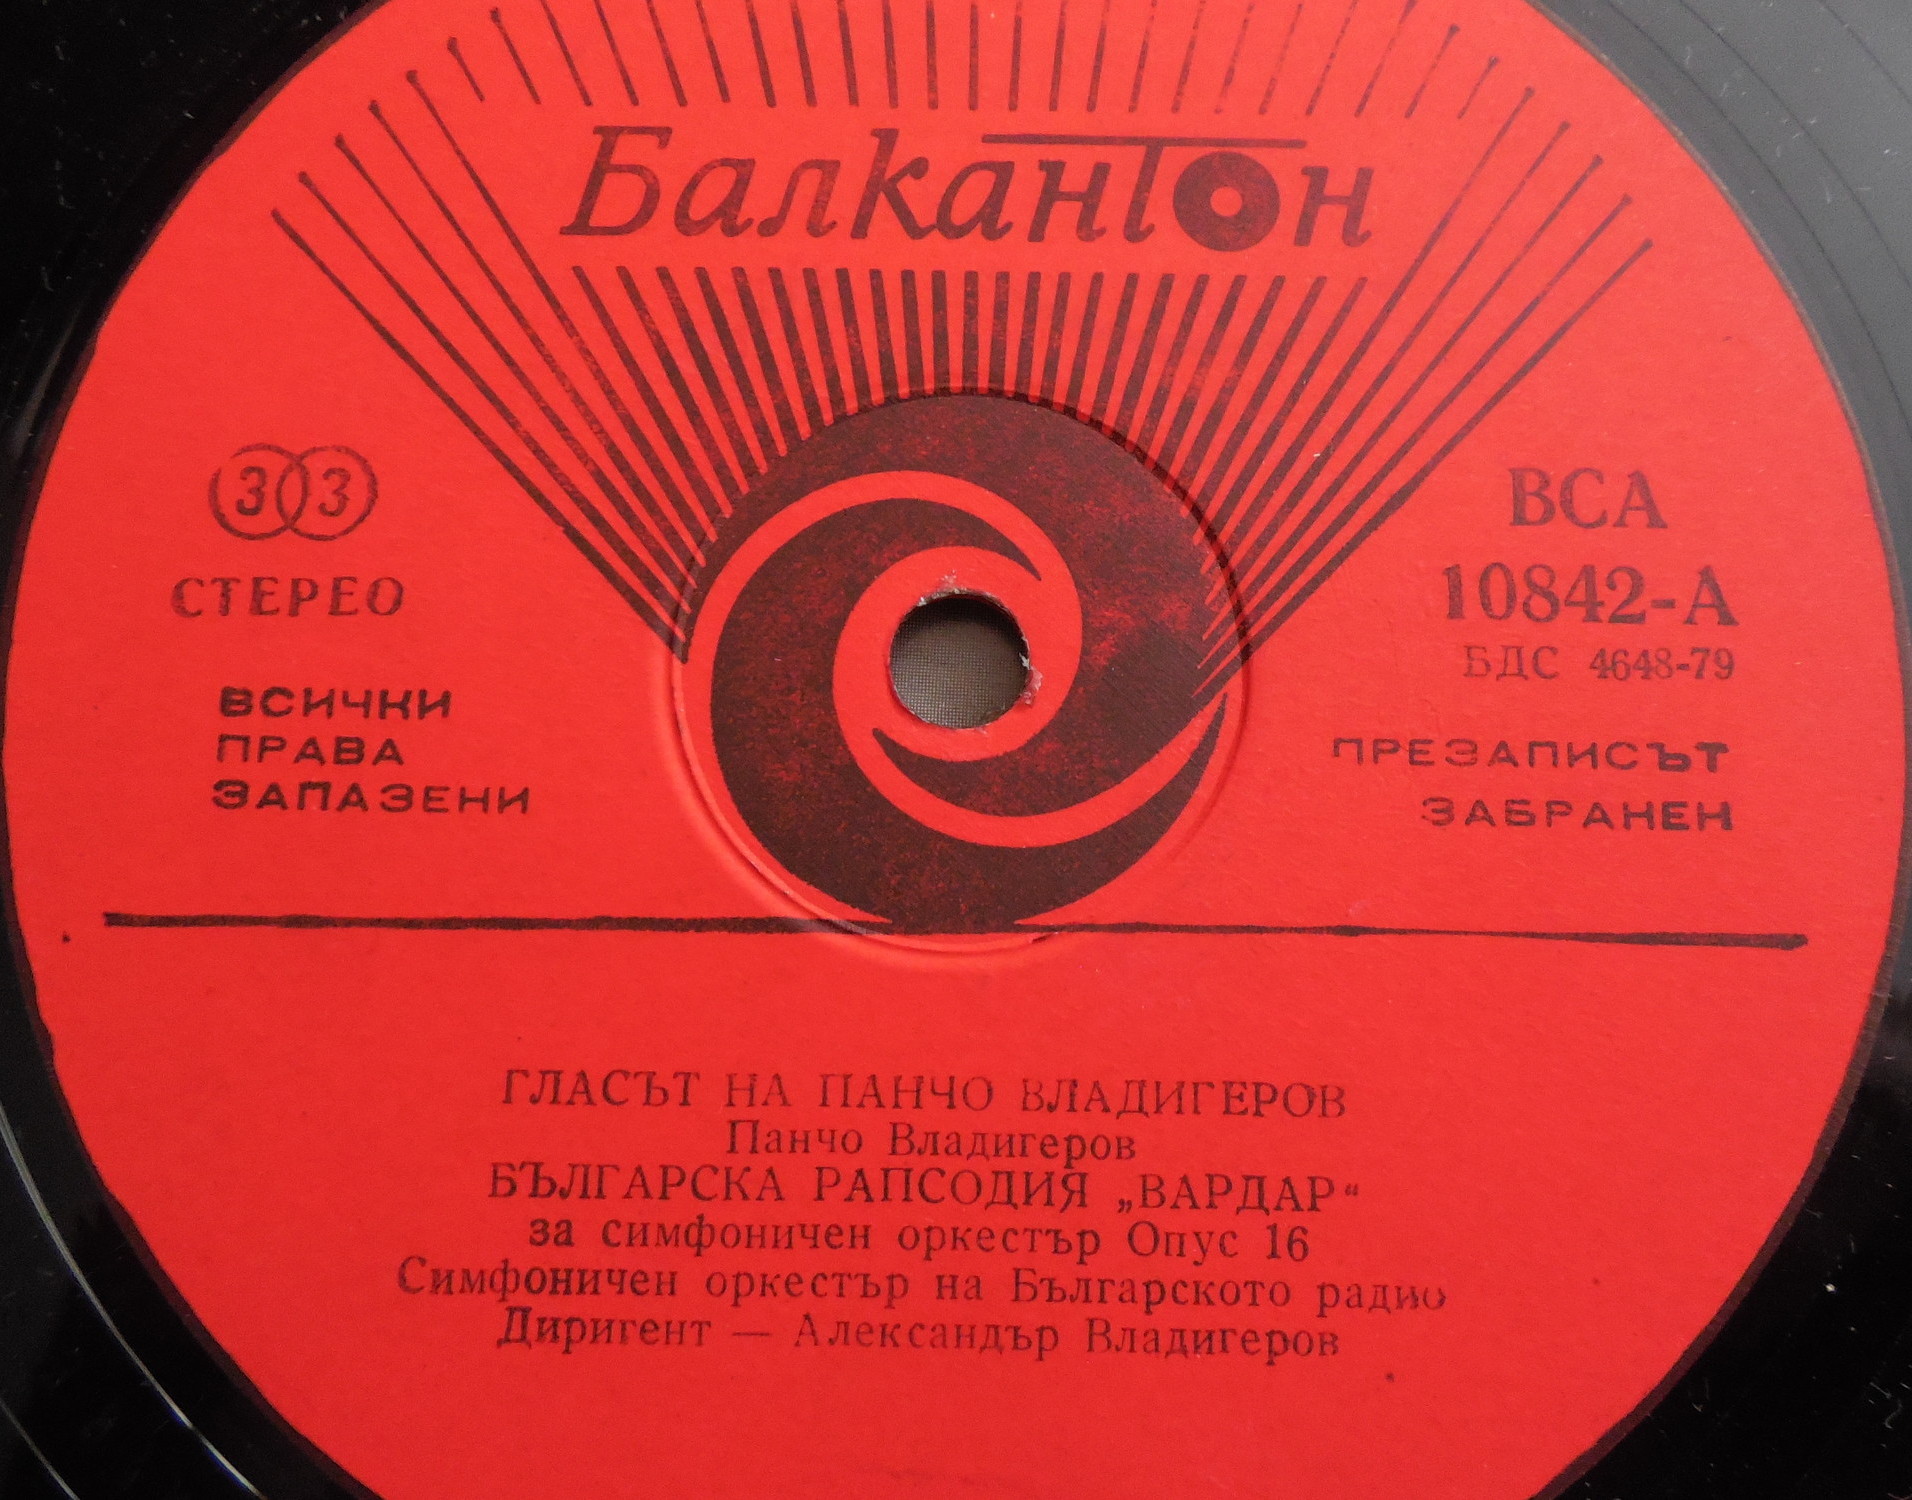 Балкантон
33
СТЕРЕО
ВСИЧКИ
ПРАВА
ЗАПАЗЕНИ
ВСА
10842-А
БДС 4648-79
ПРЕЗАПИСЪТ
ЗАБРАНЕН
ГЛАСЪТ НА ПАНЧО ВЛАДИГЕРОВ
Панчо Владигеров
БЪЛГАРСКА РАПСОДИЯ „ВАРДАР“
за симфоничен оркестър Опус 16
Симфоничен оркестър на Българското радио
Диригент — Александър Владигеров